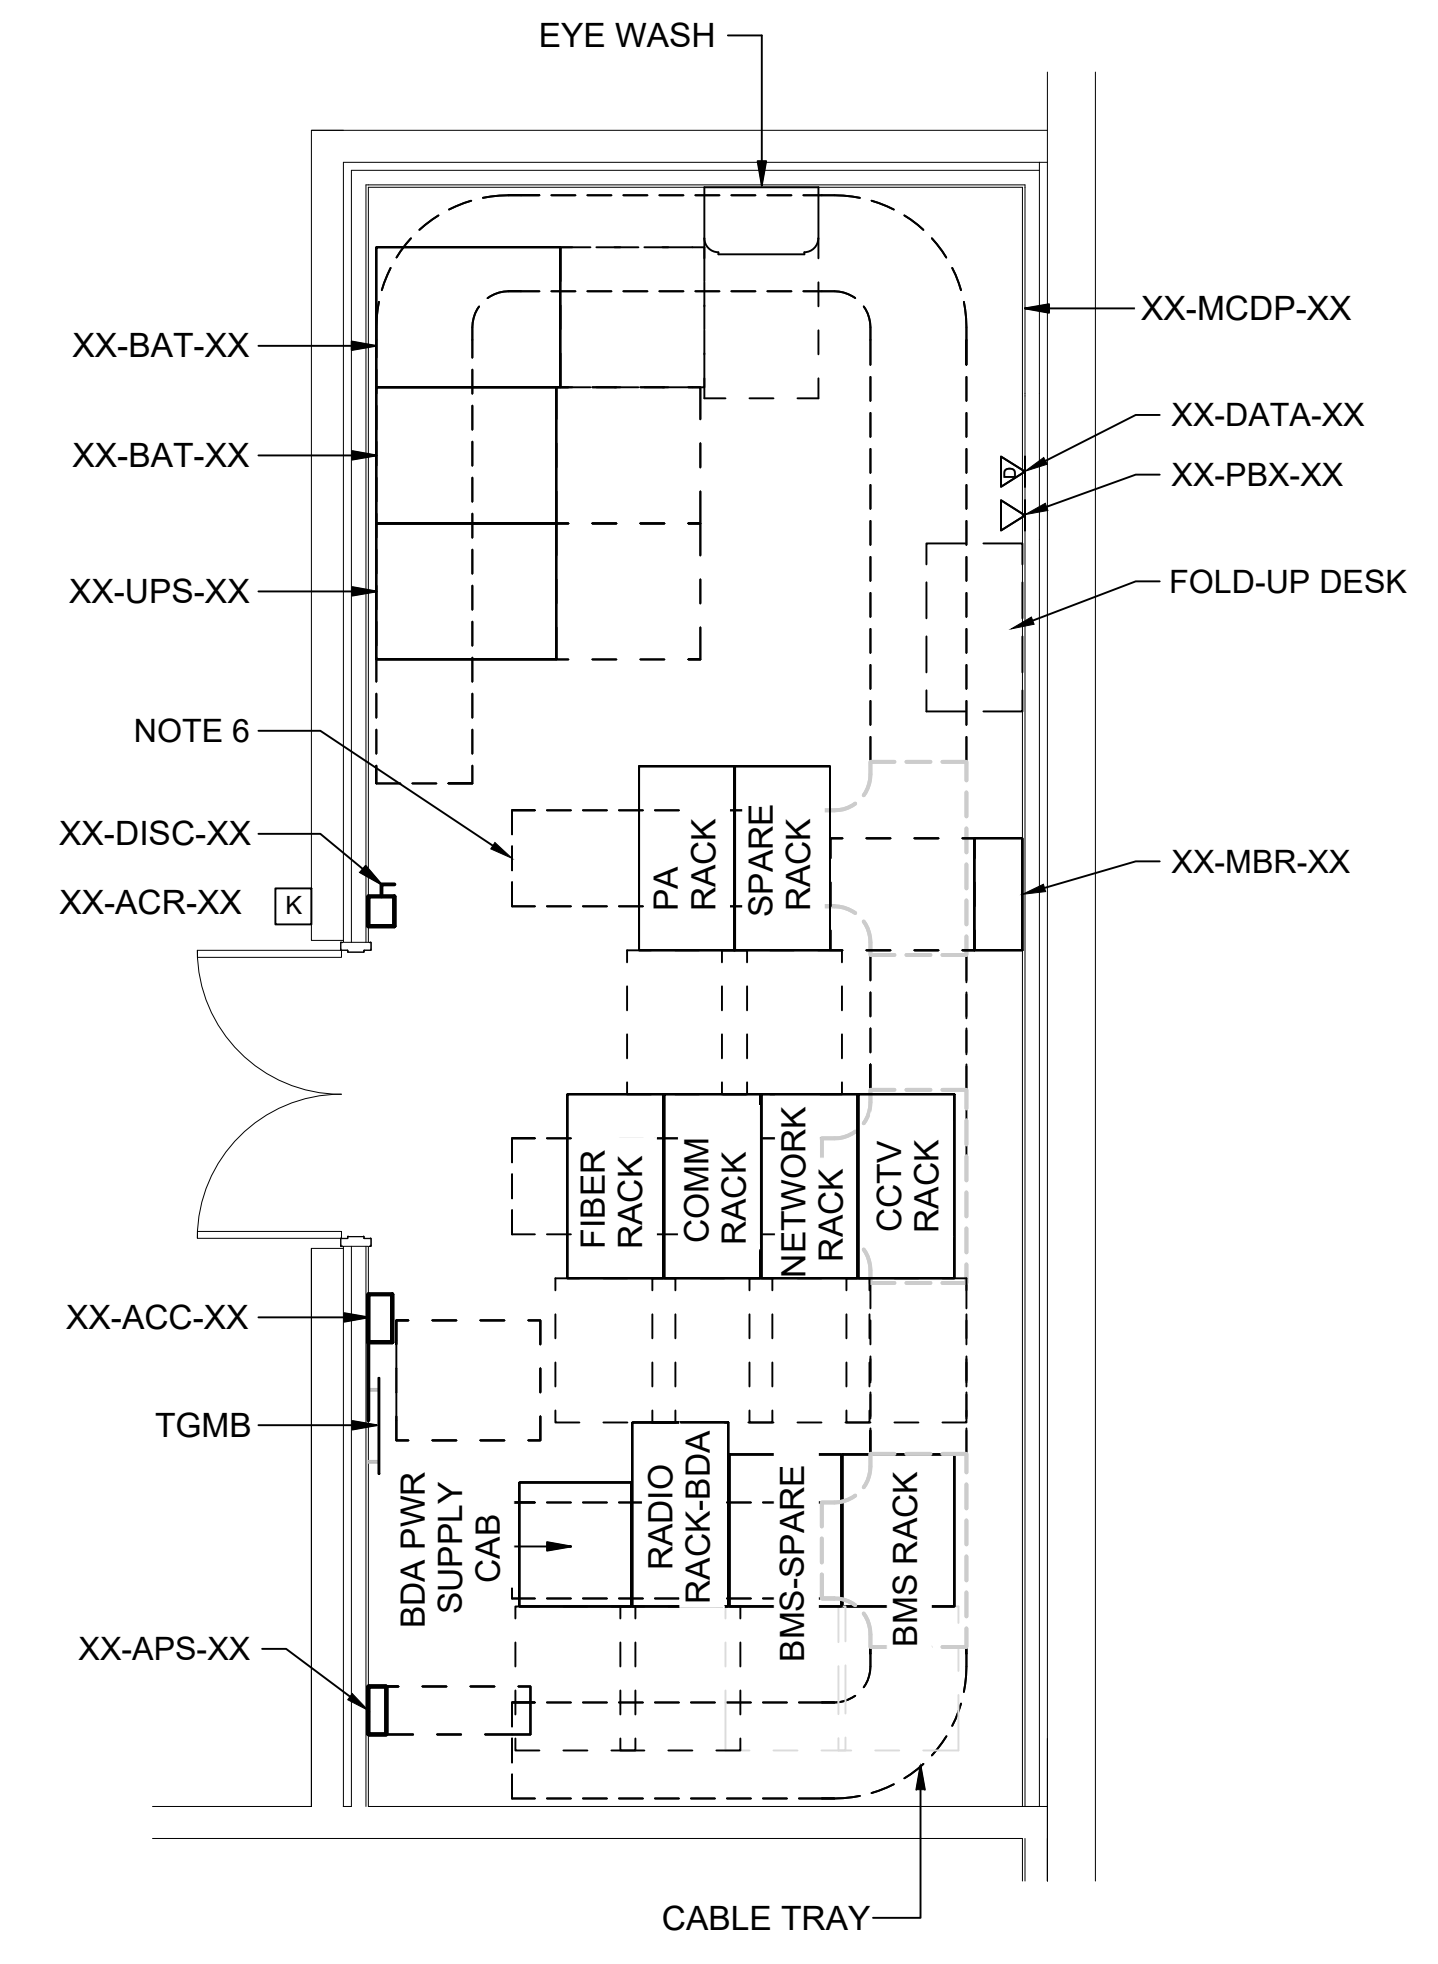 EYE WASH
XX-BAT-XX
XX-MCDP-XX
XX-BAT-XX
XX-DATA-XX
D
XX-PBX-XX
XX-UPS-XX
FOLD-UP DESK
NOTE 6
XX-DISC-XX
XX-ACR-XX
K
PA
RACK
SPARE
RACK
XX-MBR-XX
FIBER
RACK
COMM
RACK
NETWORK
RACK
CCTV
RACK
XX-ACC-XX
TGMB
BDA PWR
SUPPLY
CAB
RADIO
RACK-BDA
BMS-SPARE
BMS RACK
XX-APS-XX
CABLE TRAY